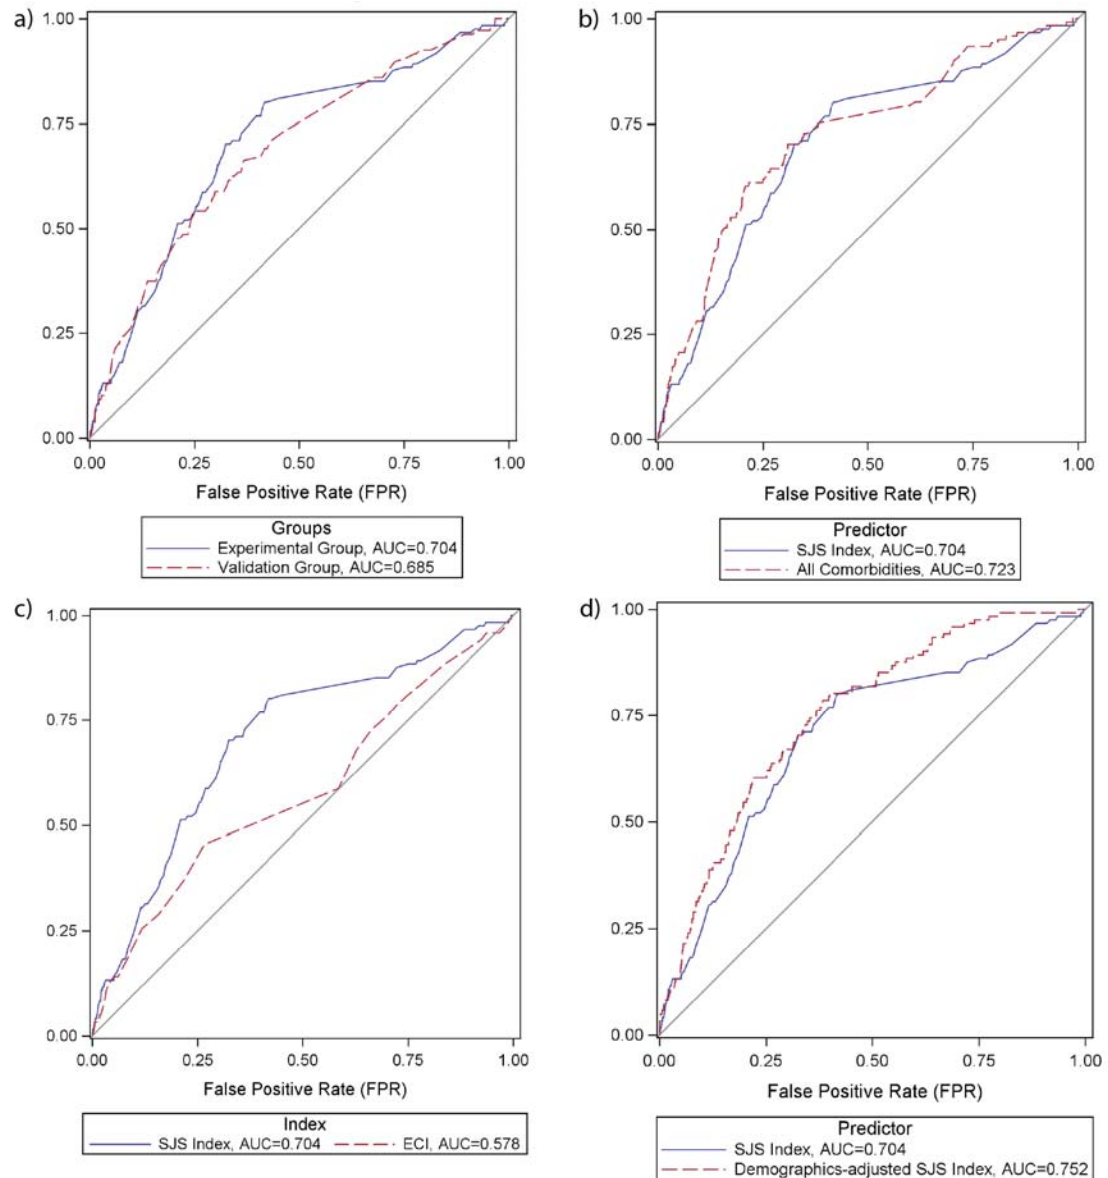 a)
1.00
0.75
0.50
0.25
0.00
0.00 0.25 0.50 0.75 1.00
False Positive Rate (FPR)
Groups
Experimental Group, AUC=0.704
Validation Group, AUC=0.685
b)
1.00
0.75
0.50
0.25
0.00
0.00 0.25 0.50 0.75 1.00
False Positive Rate (FPR)
Predictor
SJS Index, AUC=0.704
All Comorbidities, AUC=0.723
c)
1.00
0.75
0.50
0.25
0.00
0.00 0.25 0.50 0.75 1.00
False Positive Rate (FPR)
Index
SJS Index, AUC=0.704 ECI, AUC=0.578
d)
1.00
0.75
0.50
0.25
0.00
0.00 0.25 0.50 0.75 1.00
False Positive Rate (FPR)
Predictor
SJS Index, AUC=0.704
Demographics-adjusted SJS Index, AUC=0.752